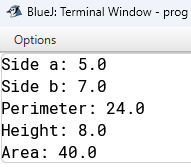 BlueJ: Terminal Window - prog
Options
Side a: 5.0
Side b: 7.0
Perimeter: 24.0
Height: 8.0
Area: 40.0